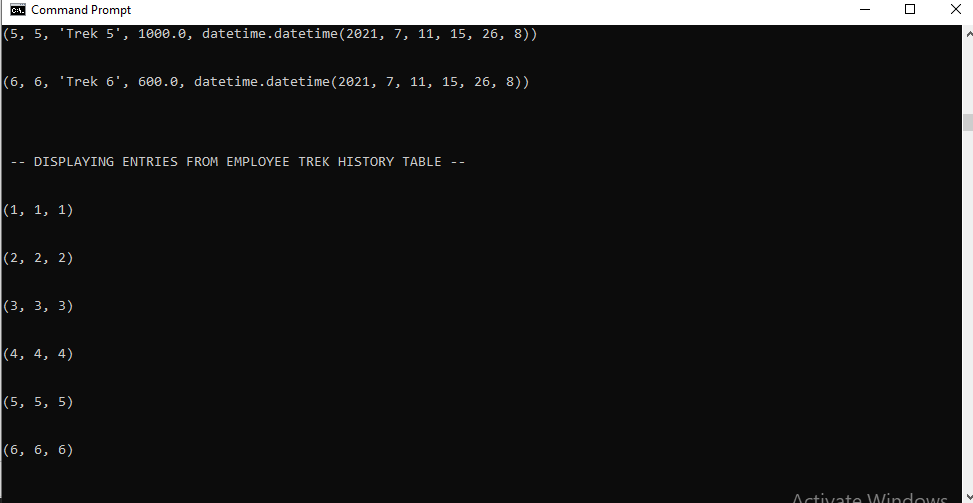 Command Prompt
(5, 5, 'Trek 5', 1000.0, datetime.datetime(2021, 7, 11, 15, 26, 8))
(6, 6, 'Trek 6', 600.0, datetime.datetime(2021, 7, 11, 15, 26, 8))
-- DISPLAYING ENTRIES FROM EMPLOYEE TREK HISTORY TABLE --
(1, 1, 1)
(2, 2, 2)
(3, 3, 3)
(4, 4, 4)
(5, 5, 5)
(6, 6, 6)
Activate Windows